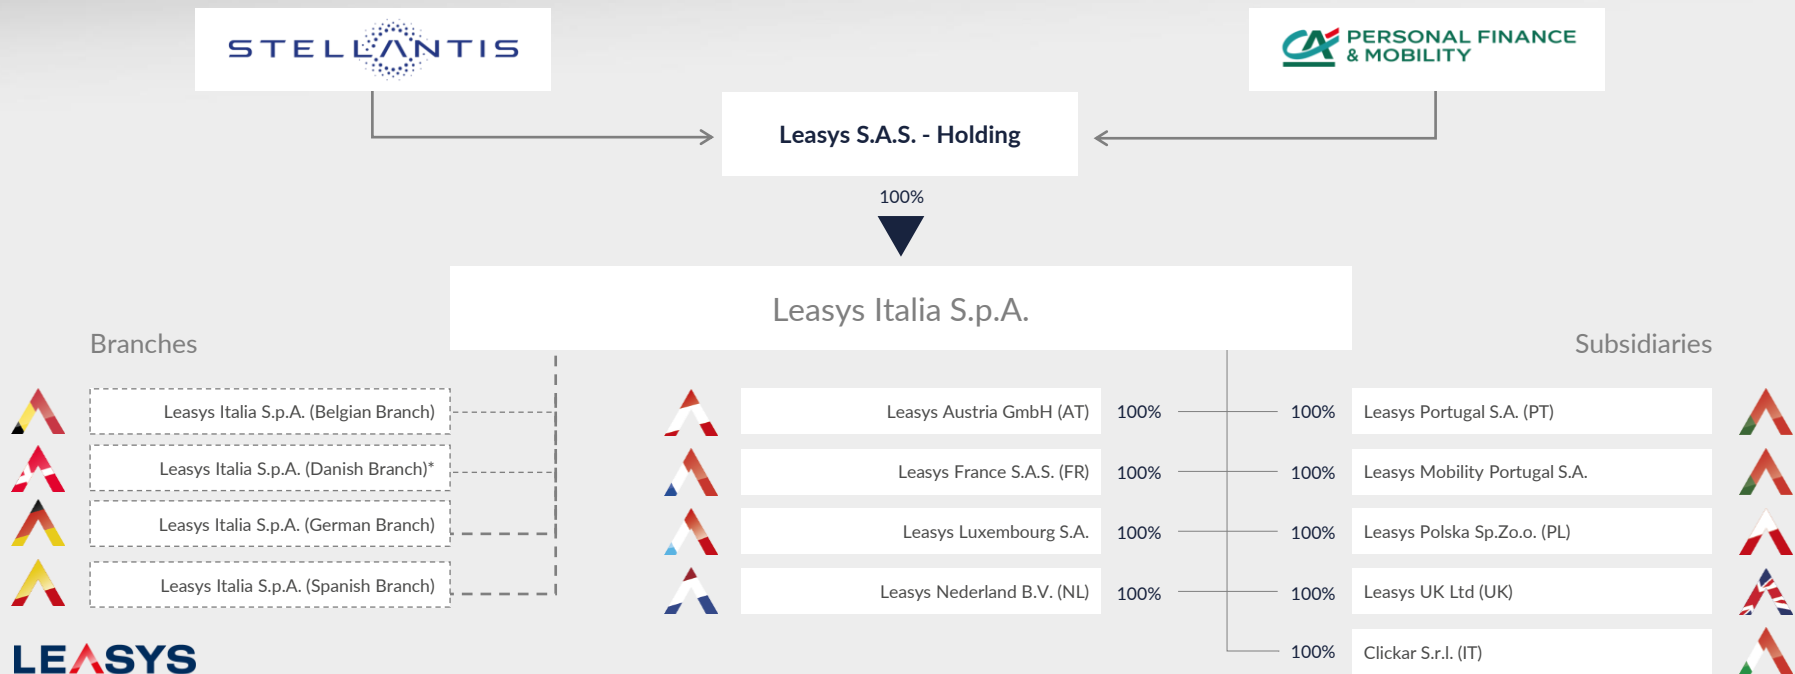 STELLANTIS
CA PERSONAL FINANCE
& MOBILITY
Leasys S.A.S. - Holding
100%
Leasys Italia S.p.A.
Branches
Subsidiaries
Leasys Italia S.p.A. (Belgian Branch)
Leasys Italia S.p.A. (Danish Branch)*
Leasys Italia S.p.A. (German Branch)
Leasys Italia S.p.A. (Spanish Branch)
Leasys Austria GmbH (AT) 100%
Leasys France S.A.S. (FR) 100%
Leasys Luxembourg S.A. 100%
Leasys Nederland B.V. (NL) 100%
100% Leasys Portugal S.A. (PT)
100% Leasys Mobility Portugal S.A.
100% Leasys Polska Sp.Zo.o. (PL)
100% Leasys UK Ltd (UK)
100% Clickar S.r.l. (IT)
LEASYS